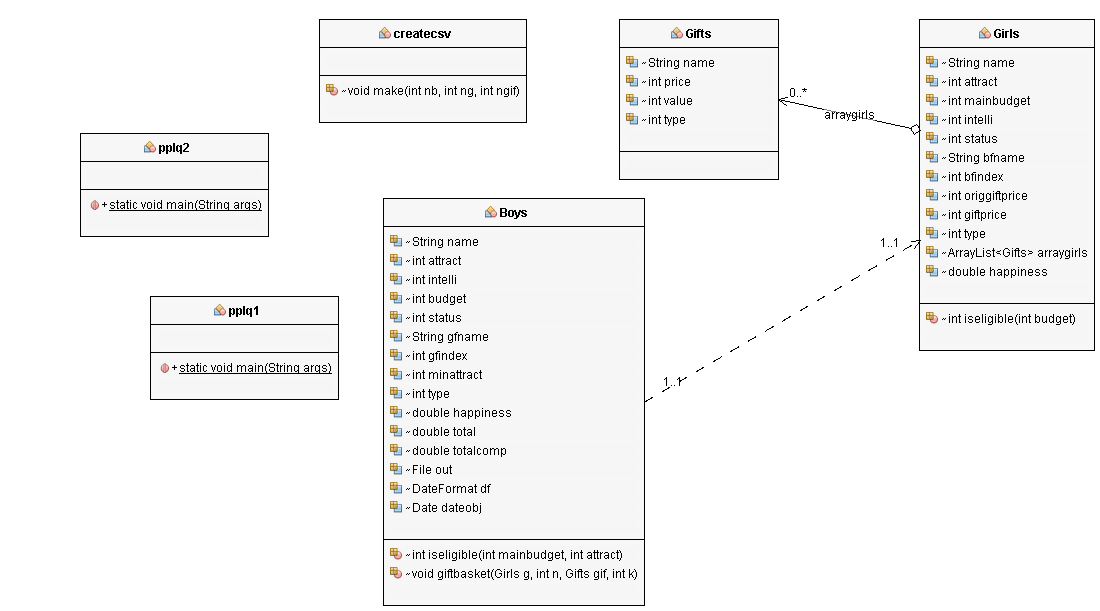 createcsv
~void make(int nb, int ng, int ngif)
Gifts
~String name
~int price
~int value
~int type
Girls
~String name
~int attract
~int mainbudget
~int intelli
~int status
~String bfname
~int bfindex
~int origgiftprice
~int giftprice
~int type
~ArrayList<Gifts> arraygirls
~double happiness
~int iseligible(int budget)
0..*
arraygirls
pplq2
+static void main(String args)
pplq1
+static void main(String args)
Boys
~String name
~int attract
~int intelli
~int budget
~int status
~String gfname
~int gfindex
~int minattract
~int type
~double happiness
~double total
~double totalcomp
~File out
~DateFormat df
~Date dateobj
~int iseligible(int mainbudget, int attract)
~void giftbasket(Girls g, int n, Gifts gif, int k)
1..1
1..1